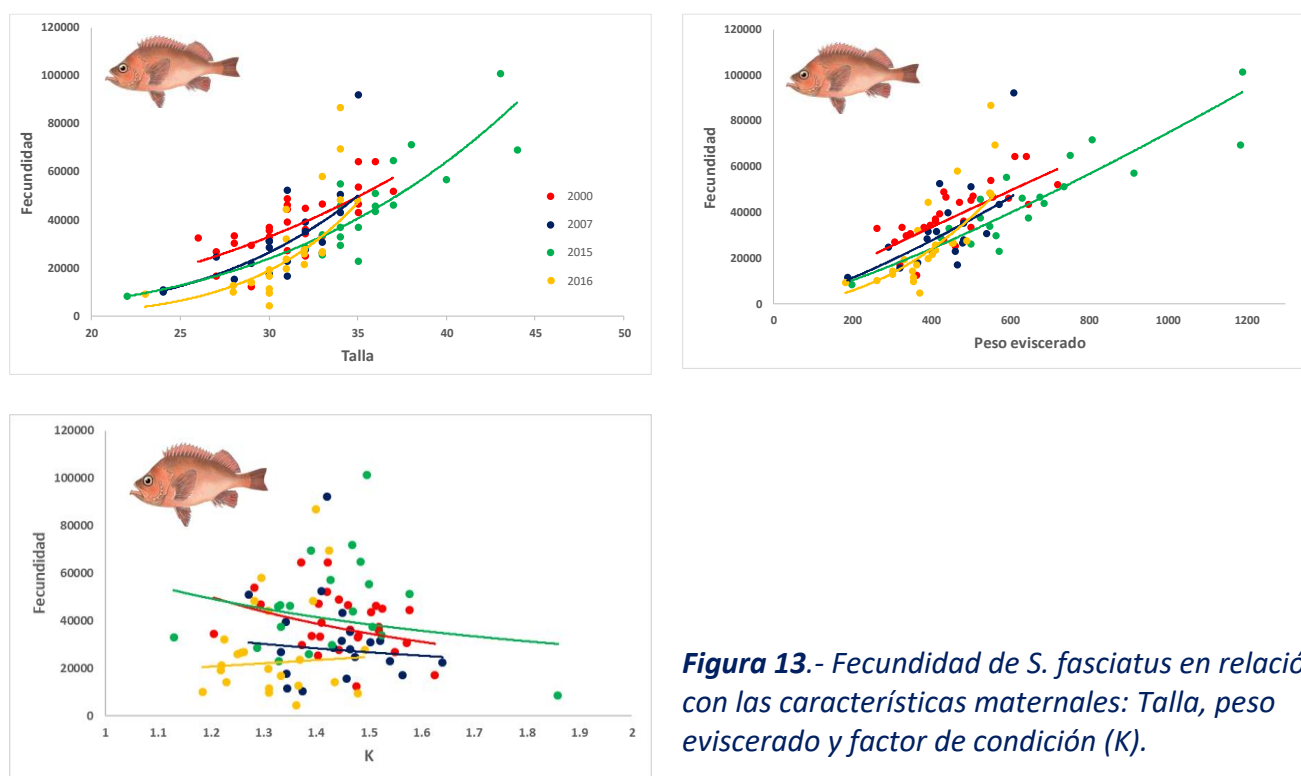 120000
100000
80000
60000
40000
20000
0
Fecundidad
20 25 30 35 40 45 50
Talla
2000
2007
2015
2016
120000
100000
80000
60000
40000
20000
0
Fecundidad
0 200 400 600 800 1000 1200
Peso eviscerado
120000
100000
80000
60000
40000
20000
0
Fecundidad
1 1.1 1.2 1.3 1.4 1.5 1.6 1.7 1.8 1.9 2
K
Figura 13.- Fecundidad de S. fasciatus en relació
con las características maternales: Talla, peso
eviscerado y factor de condición (K).